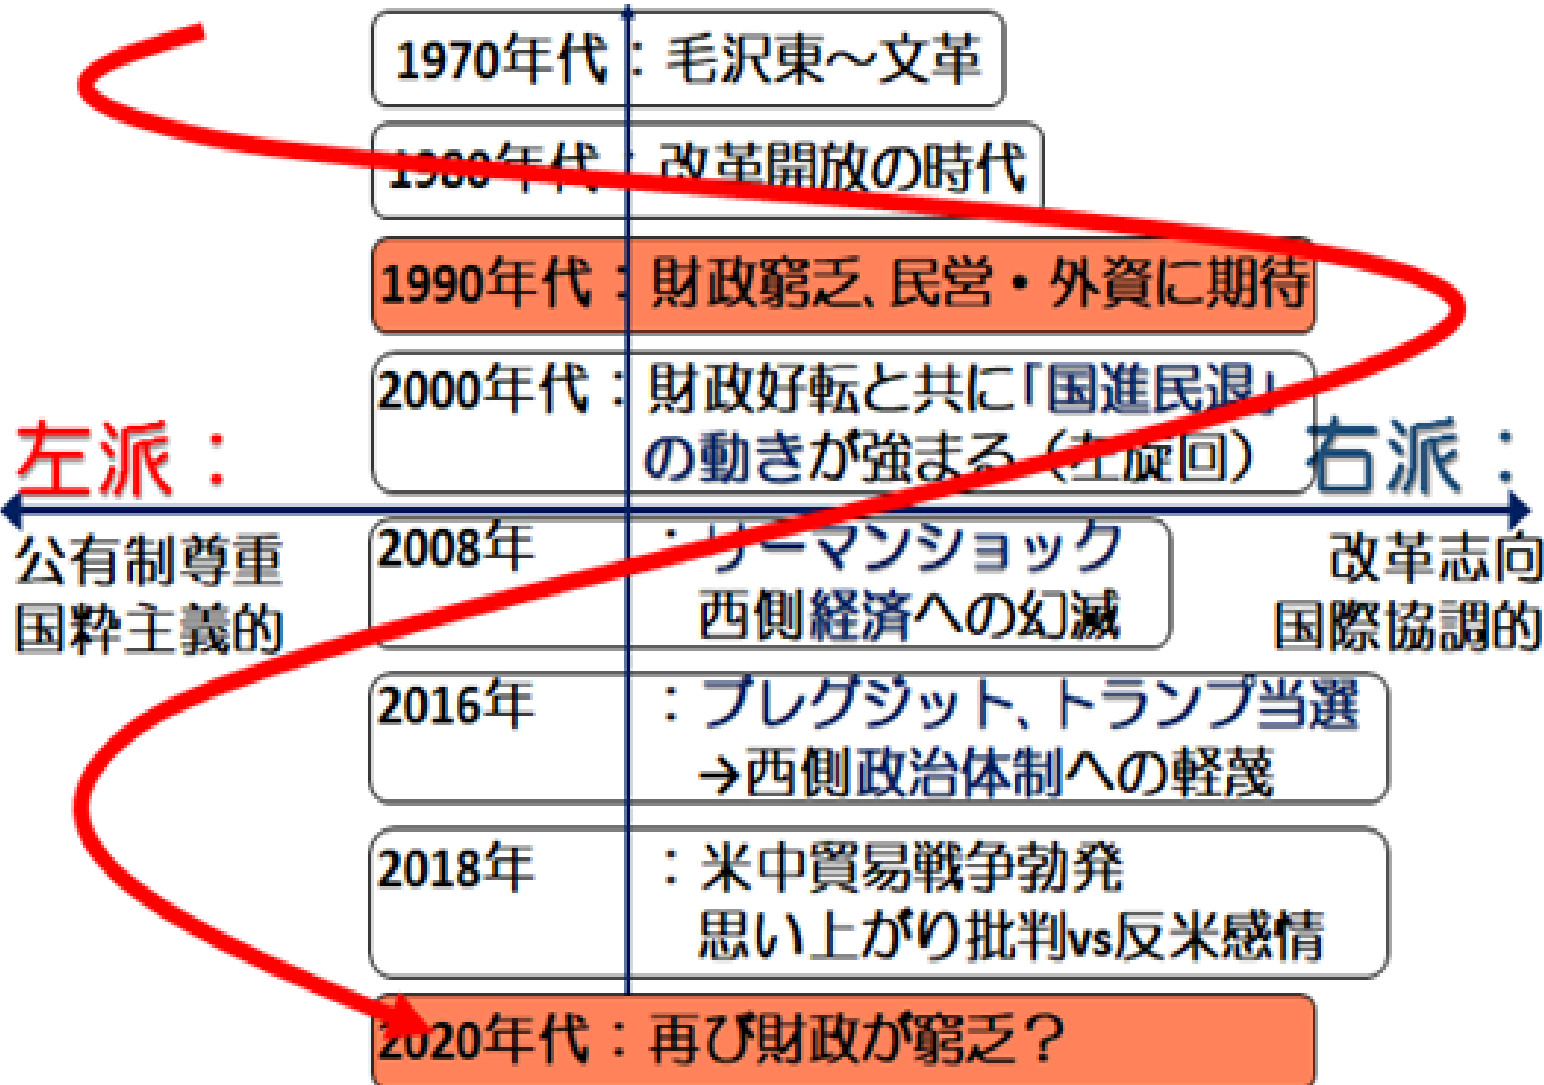 1970年代：毛沢東～文革
1980年代：改革開放の時代
1990年代：財政窮乏、民営・外資に期待
2000年代：財政好転と共に「国進民退」
の動きが強まる（左旋回）
左派：
右派：
公有制尊重
国粋主義的
改革志向
国際協調的
2008年　：リーマンショック
西側経済への幻滅
2016年　：ブレグジット、トランプ当選
→西側政治体制への軽蔑
2018年　：米中貿易戦争勃発
思い上がり批判vs反米感情
2020年代：再び財政が窮乏？